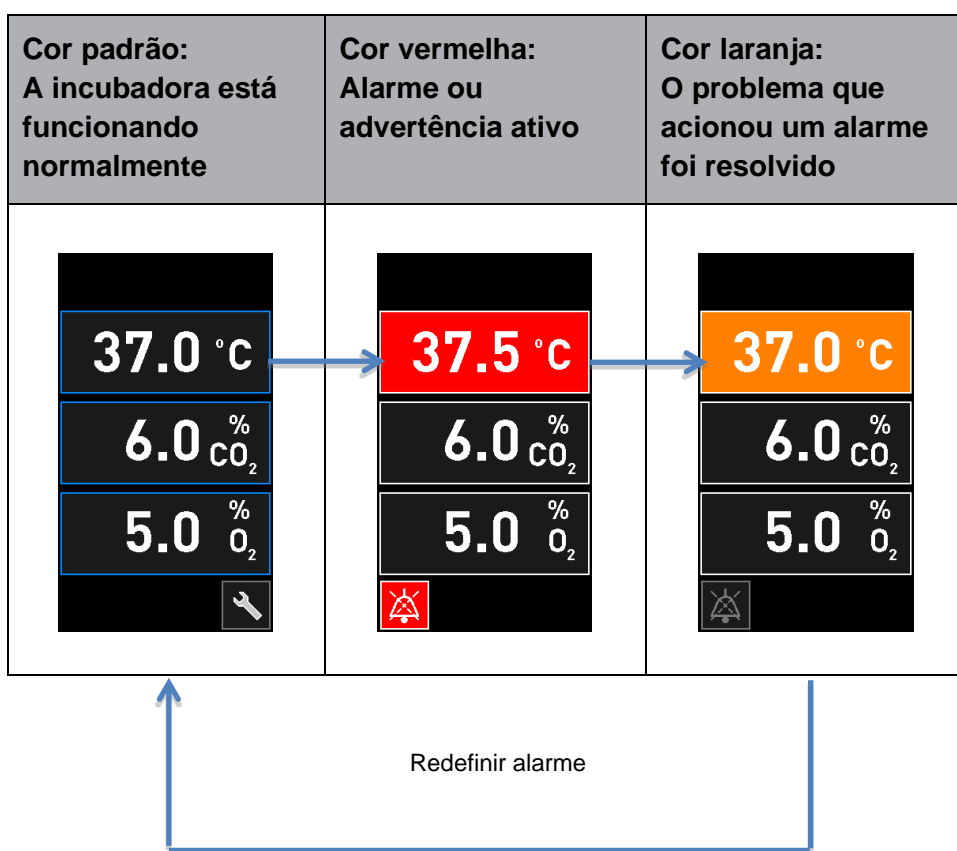 Cor padrão:
A incubadora está
funcionando
normalmente
Cor vermelha:
Alarme ou
advertência ativo
Cor laranja:
O problema que
acionou um alarme
foi resolvido
37.0 °C
6.0 % CO₂
5.0 % O₂
37.5 °C
6.0 % CO₂
5.0 % O₂
37.0 °C
6.0 % CO₂
5.0 % O₂
Redefinir alarme